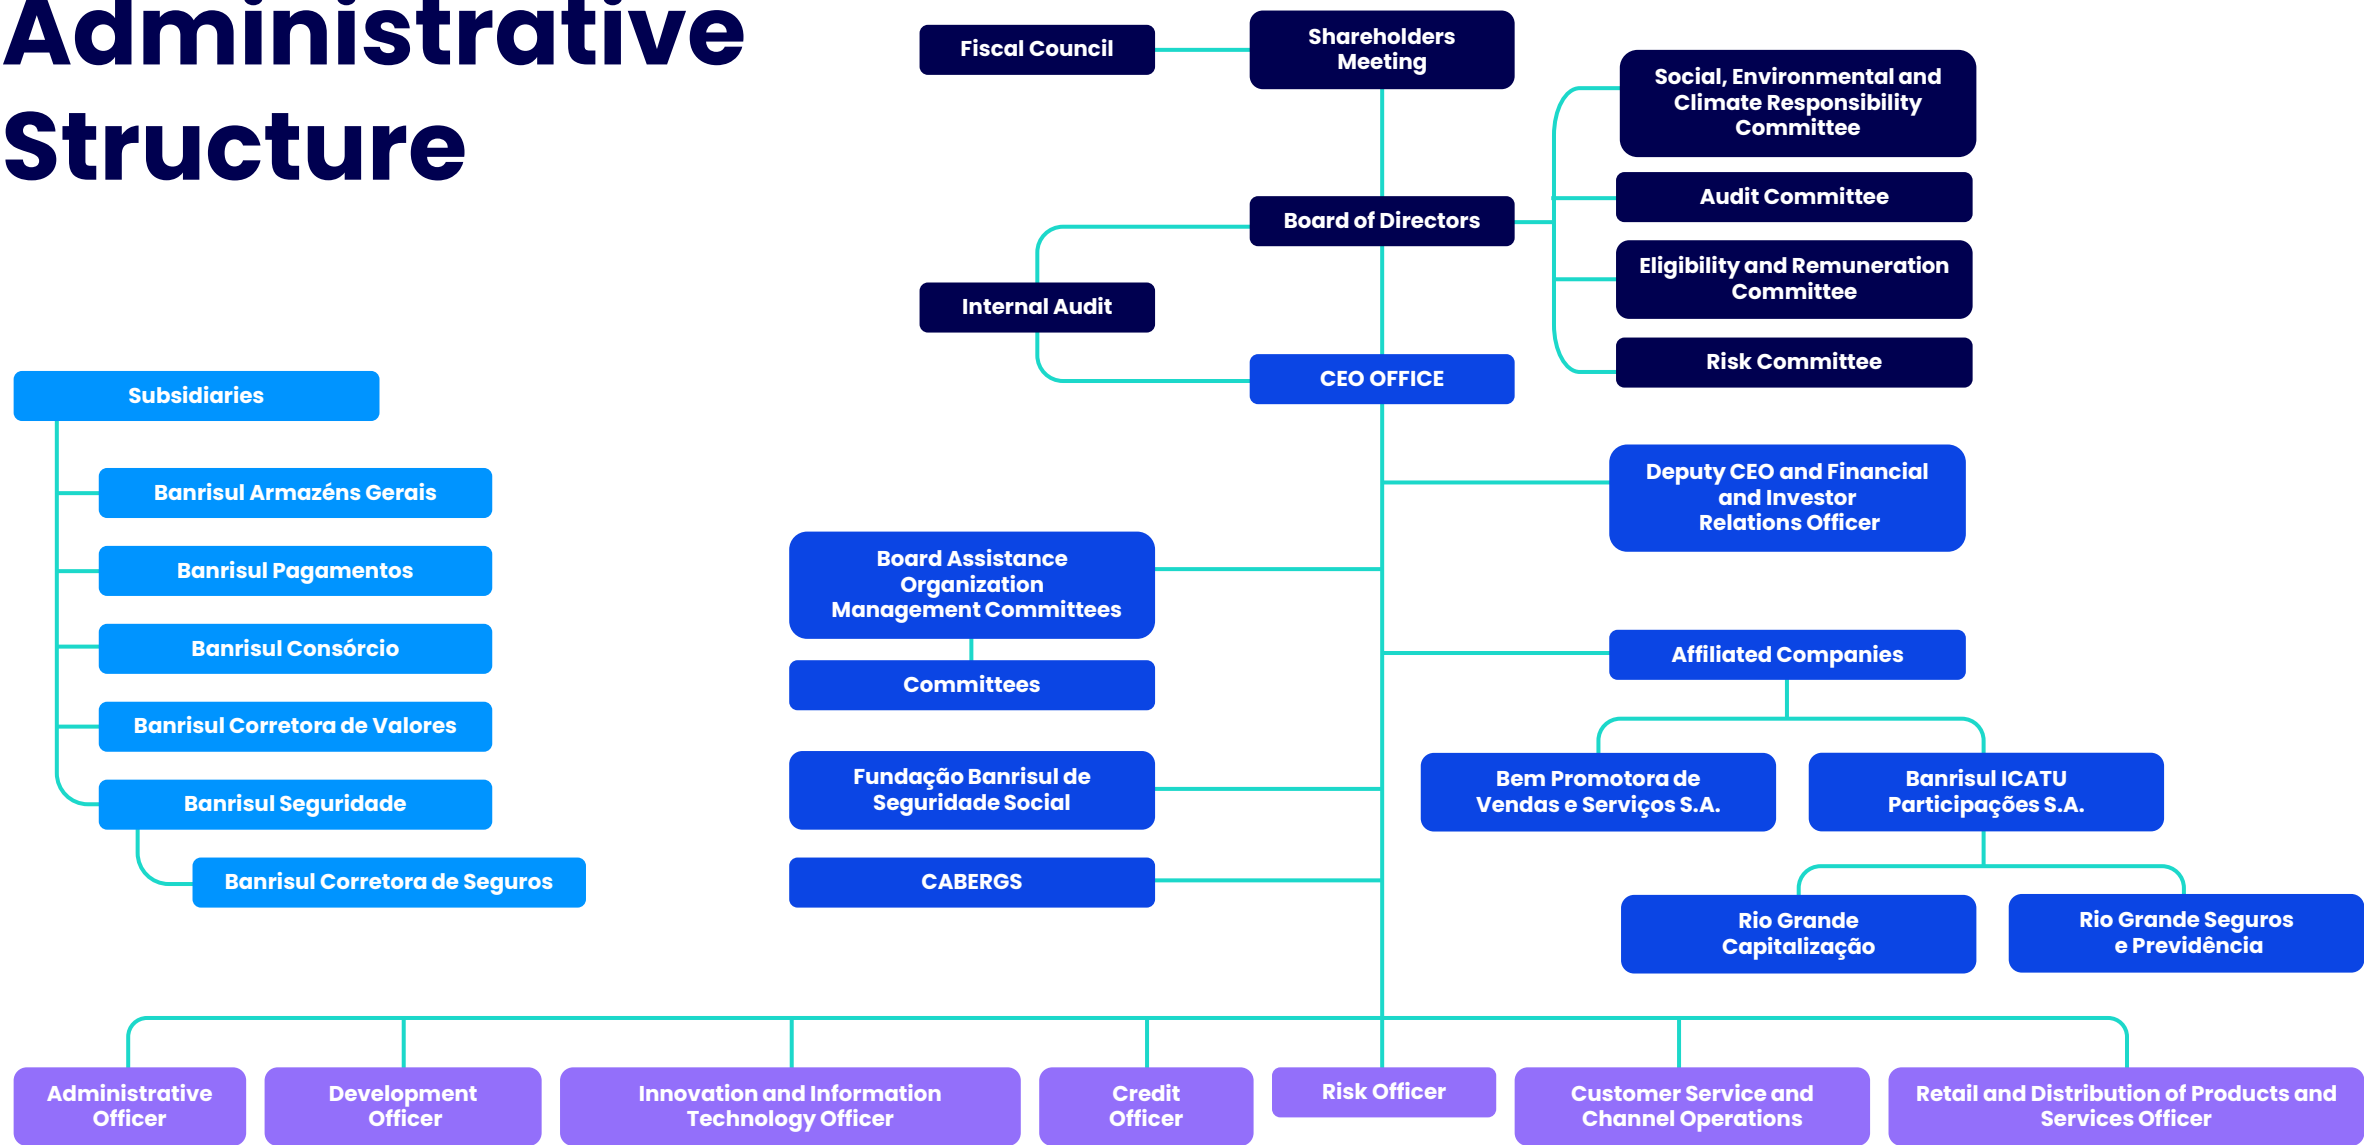 Administrative
Structure
Fiscal Council
Shareholders
Meeting
Social, Environmental and
Climate Responsibility
Committee
Audit Committee
Board of Directors
Eligibility and Remuneration
Committee
Internal Audit
Risk Committee
CEO OFFICE
Subsidiaries
Banrisul Armazéns Gerais
Banrisul Pagamentos
Banrisul Consórcio
Banrisul Corretora de Valores
Banrisul Seguridade
Banrisul Corretora de Seguros
Deputy CEO and Financial
and Investor
Relations Officer
Board Assistance
Organization
Management Committees
Committees
Fundação Banrisul de
Seguridade Social
CABERGS
Affiliated Companies
Bem Promotora de
Vendas e Serviços S.A.
Banrisul ICATU
Participações S.A.
Rio Grande
Capitalização
Rio Grande Seguros
e Previdência
Administrative
Officer
Development
Officer
Innovation and Information
Technology Officer
Credit
Officer
Risk Officer
Customer Service and
Channel Operations
Retail and Distribution of Products and
Services Officer